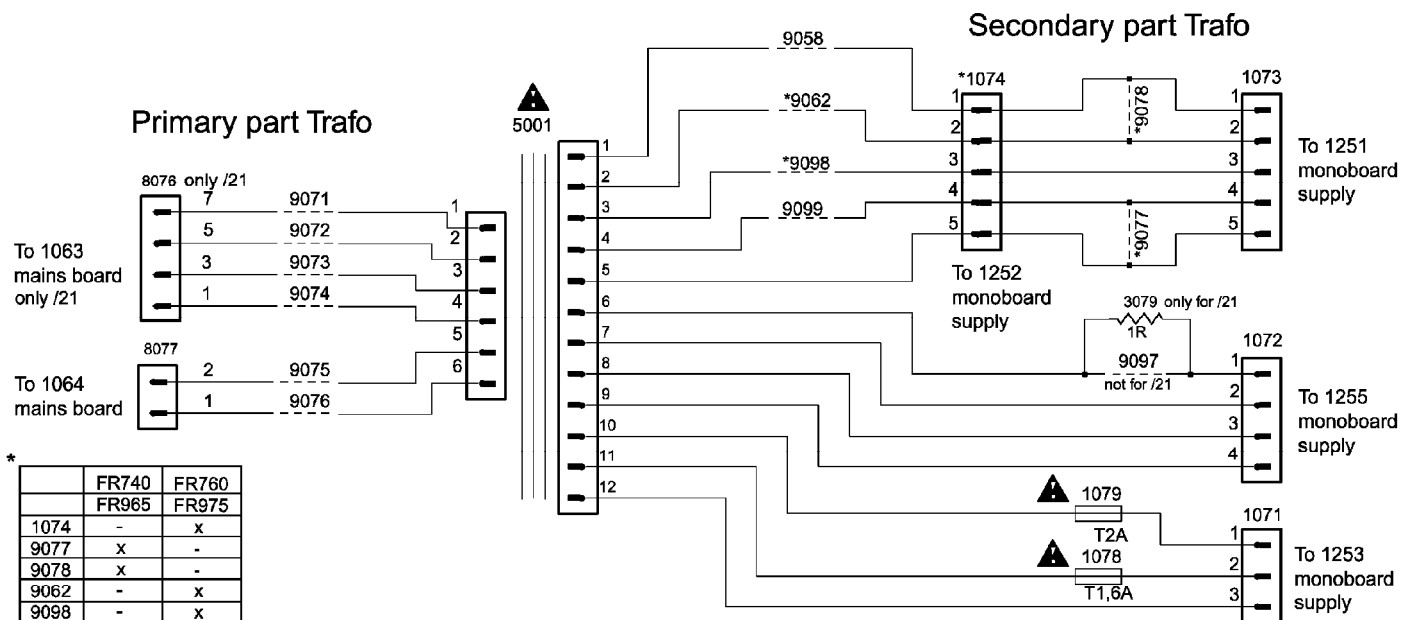 Secondary part Trafo
Primary part Trafo
5001
8076 only /21
7 9071 1
5 9072 2
3 9073 3
1 9074 4
5
6
To 1063
mains board
only /21
8077
2 9075
1 9076
To 1064
mains board
1
2
3
4
5
6
7
8
9
10
11
12
9058
*9062
*9098
9099
*1074
1
2
3
4
5
To 1252
monoboard
supply
*9078
*9077
1073
1
2
3
4
5
To 1251
monoboard
supply
3079 only for /21
1R
9097
not for /21
1072
1
2
3
4
To 1255
monoboard
supply
1079
T2A
1078
T1,6A
1071
1
2
3
To 1253
monoboard
supply
*
FR740 FR760
FR965 FR975
1074 - x
9077 x -
9078 x -
9062 - x
9098 - x